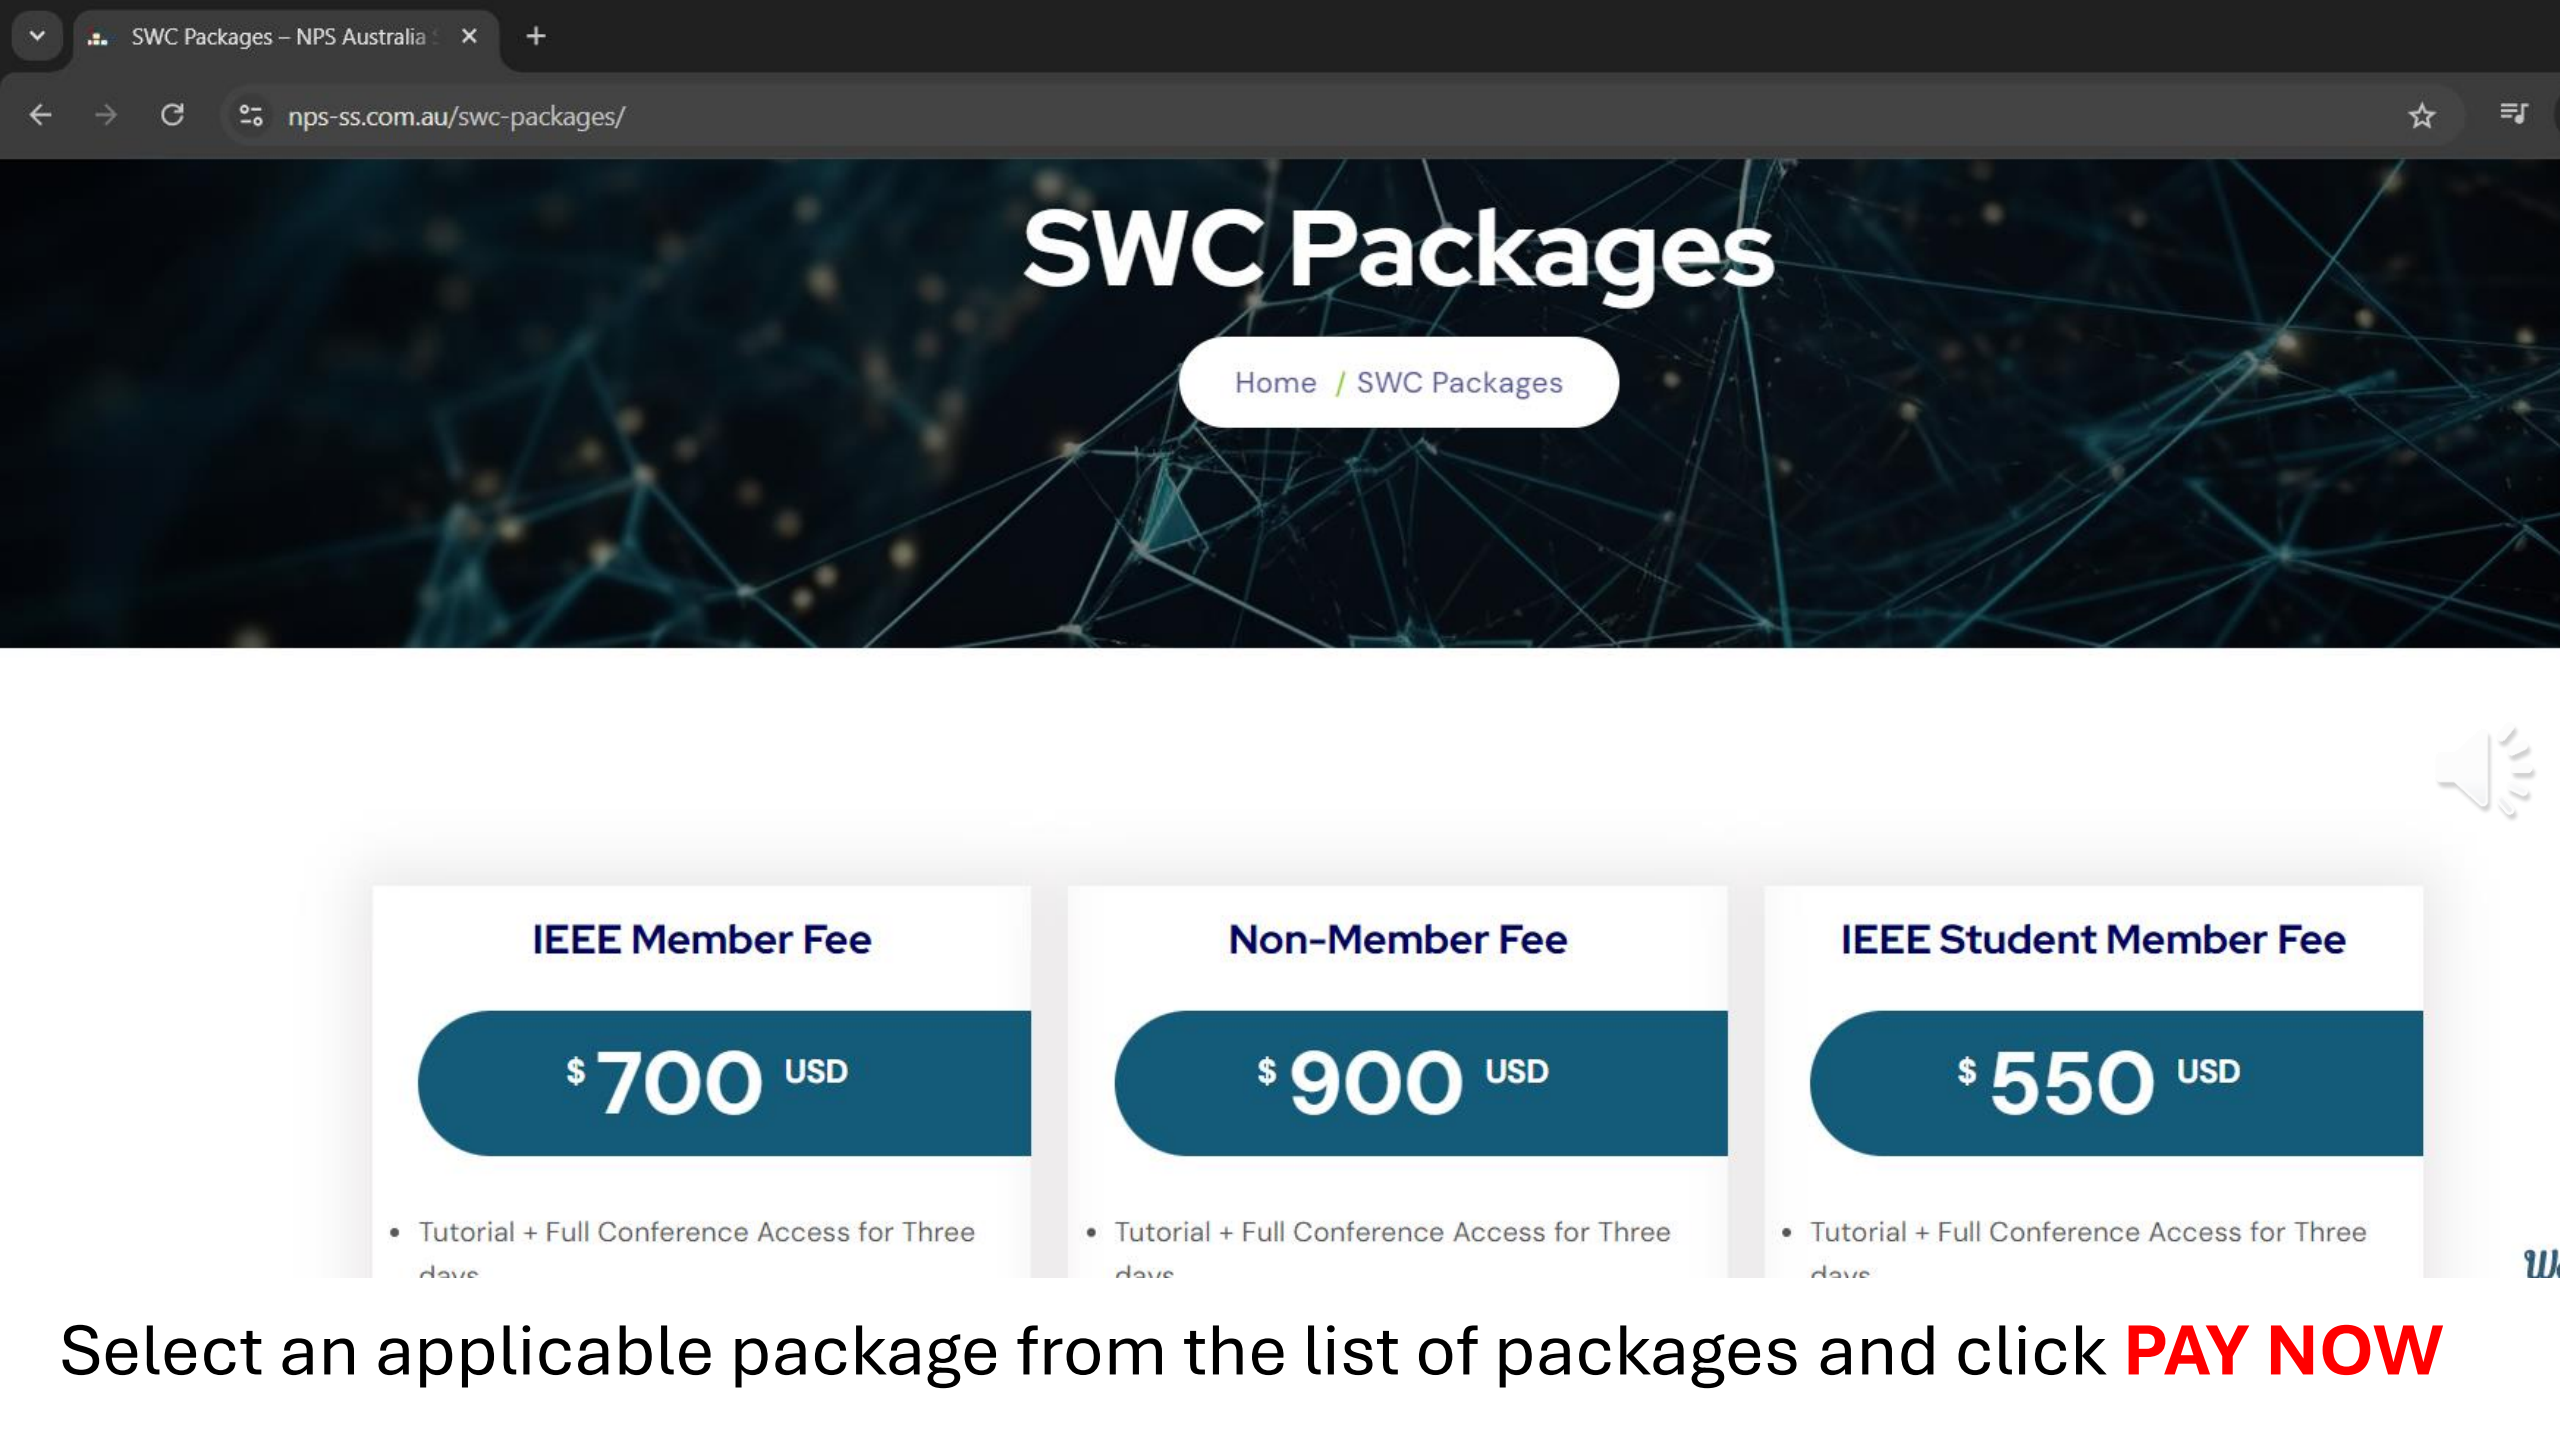 SWC Packages – NPS Australia
nps-ss.com.au/swc-packages/
SWC Packages
Home / SWC Packages
IEEE Member Fee
$ 700 USD
• Tutorial + Full Conference Access for Three
days
Non-Member Fee
$ 900 USD
• Tutorial + Full Conference Access for Three
days
IEEE Student Member Fee
$ 550 USD
• Tutorial + Full Conference Access for Three
days
Select an applicable package from the list of packages and click PAY NOW